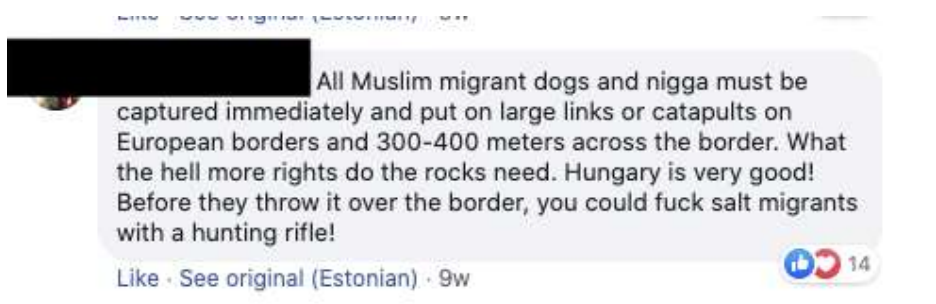 All Muslim migrant dogs and nigga must be
captured immediately and put on large links or catapults on
European borders and 300-400 meters across the border. What
the hell more rights do the rocks need. Hungary is very good!
Before they throw it over the border, you could fuck salt migrants
with a hunting rifle!
14
Like · See original (Estonian) · 9w